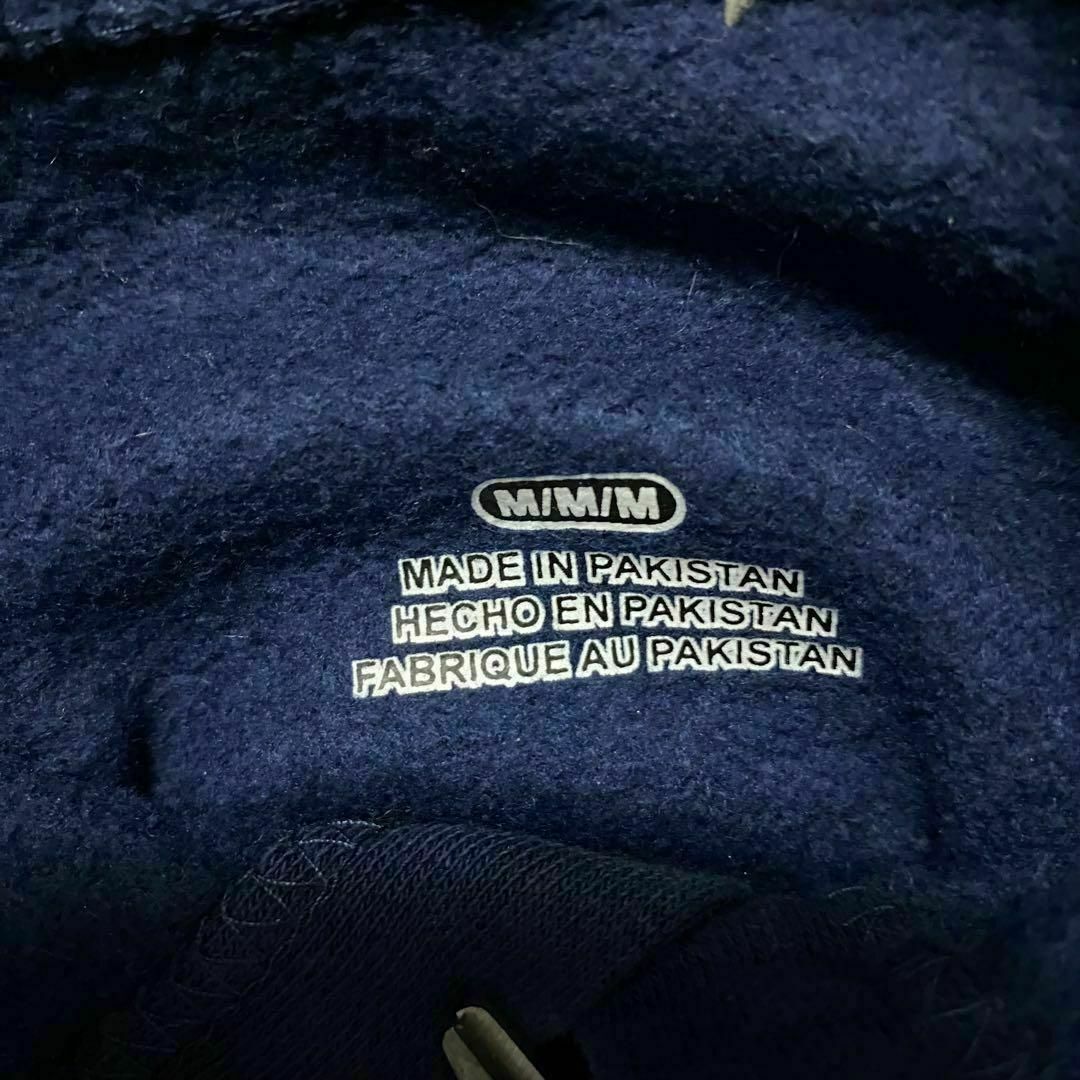 M/M/M
MADE IN PAKISTAN
HECHO EN PAKISTAN
FABRIQUE AU PAKISTAN